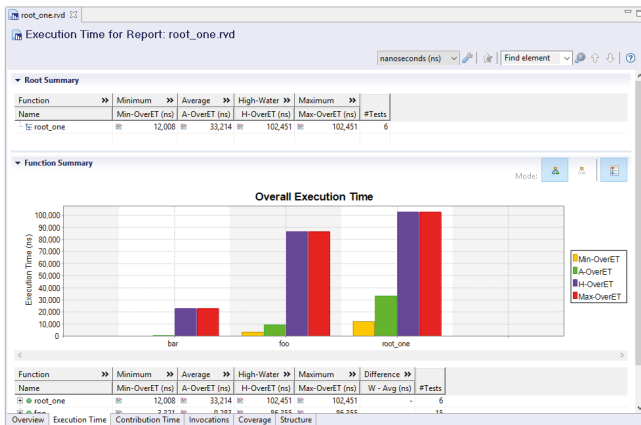 root_one.rvd
Execution Time for Report: root_one.rvd
nanoseconds (ns) Find element
Root Summary
Function >> Minimum >> Average >> High-Water >> Maximum >>
Name Min-OverET (ns) A-OverET (ns) H-OverET (ns) Max-OverET (ns) #Tests
root_one 12,008 33,214 102,451 102,451 6
Function Summary
Mode:
Overall Execution Time
Execution Time (ns)
100,000
90,000
80,000
70,000
60,000
50,000
40,000
30,000
20,000
10,000
0
bar foo root_one
Min-OverET
A-OverET
H-OverET
Max-OverET
Function >> Minimum >> Average >> High-Water >> Maximum >> Difference >>
Name Min-OverET (ns) A-OverET (ns) H-OverET (ns) Max-OverET (ns) W - Avg (ns) #Tests
root_one 12,008 33,214 102,451 102,451 - 6
foo
Overview Execution Time Contribution Time Invocations Coverage Structure